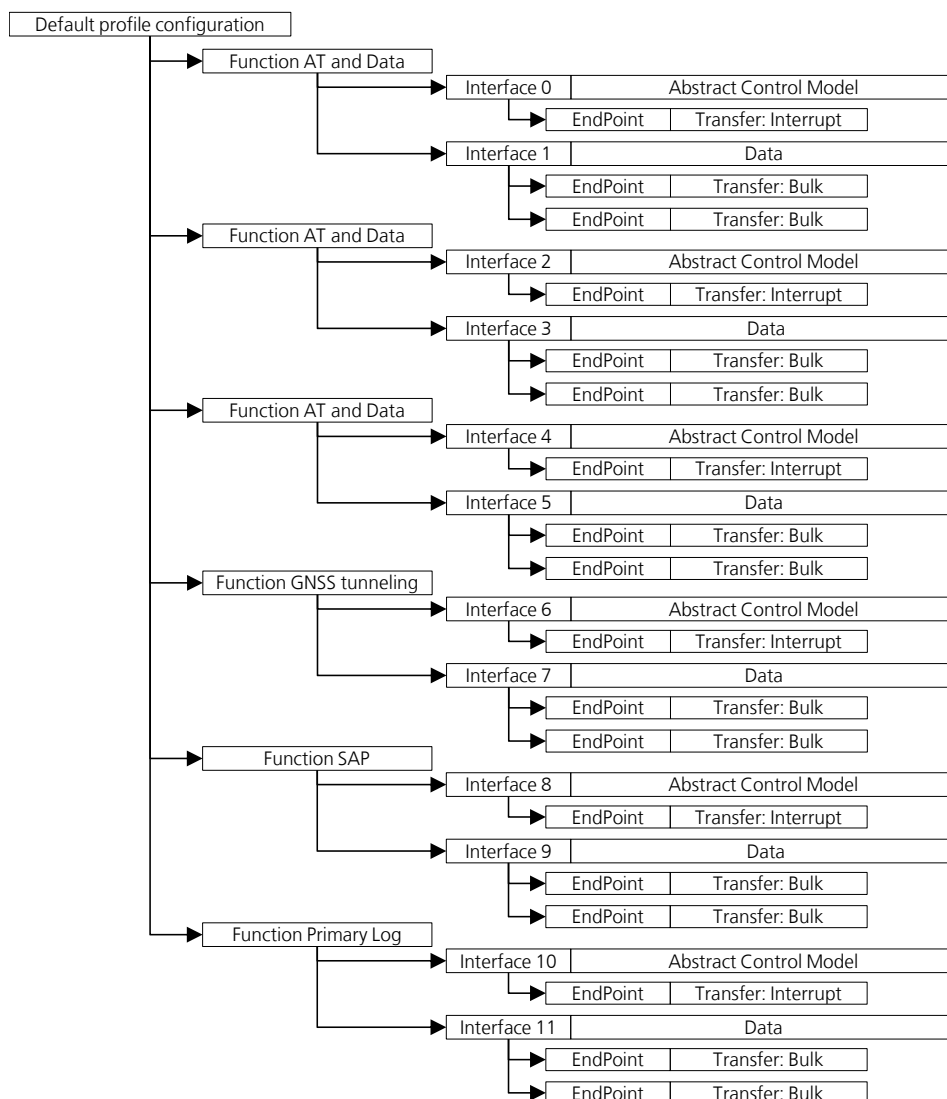 Default profile configuration
Function AT and Data
Interface 0 Abstract Control Model
EndPoint Transfer: Interrupt
Interface 1 Data
EndPoint Transfer: Bulk
EndPoint Transfer: Bulk
Function AT and Data
Interface 2 Abstract Control Model
EndPoint Transfer: Interrupt
Interface 3 Data
EndPoint Transfer: Bulk
EndPoint Transfer: Bulk
Function AT and Data
Interface 4 Abstract Control Model
EndPoint Transfer: Interrupt
Interface 5 Data
EndPoint Transfer: Bulk
EndPoint Transfer: Bulk
Function GNSS tunneling
Interface 6 Abstract Control Model
EndPoint Transfer: Interrupt
Interface 7 Data
EndPoint Transfer: Bulk
EndPoint Transfer: Bulk
Function SAP
Interface 8 Abstract Control Model
EndPoint Transfer: Interrupt
Interface 9 Data
EndPoint Transfer: Bulk
EndPoint Transfer: Bulk
Function Primary Log
Interface 10 Abstract Control Model
EndPoint Transfer: Interrupt
Interface 11 Data
EndPoint Transfer: Bulk
EndPoint Transfer: Bulk